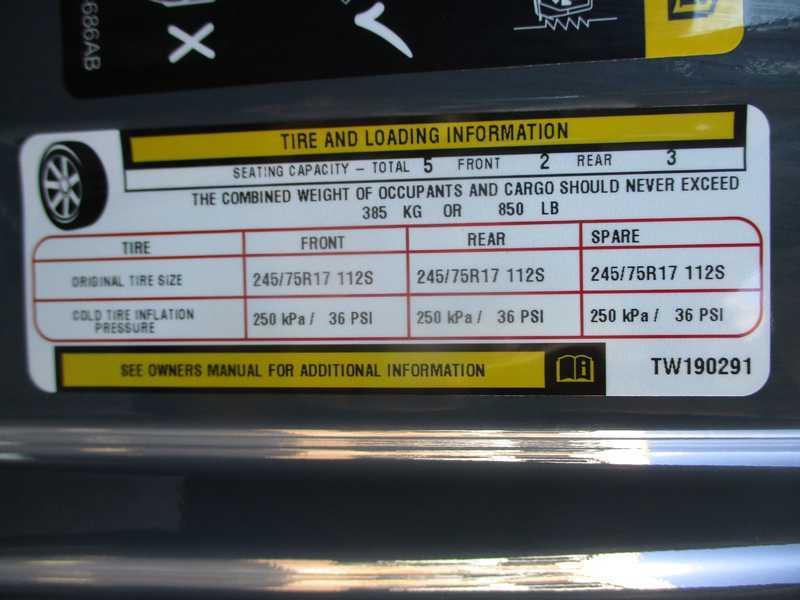 686AB
TIRE AND LOADING INFORMATION
SEATING CAPACITY – TOTAL 5 FRONT 2 REAR 3
THE COMBINED WEIGHT OF OCCUPANTS AND CARGO SHOULD NEVER EXCEED
385 KG OR 850 LB
TIRE FRONT REAR SPARE
ORIGINAL TIRE SIZE 245/75R17 112S 245/75R17 112S 245/75R17 112S
COLD TIRE INFLATION PRESSURE 250 kPa / 36 PSI 250 kPa / 36 PSI 250 kPa / 36 PSI
SEE OWNERS MANUAL FOR ADDITIONAL INFORMATION
TW190291